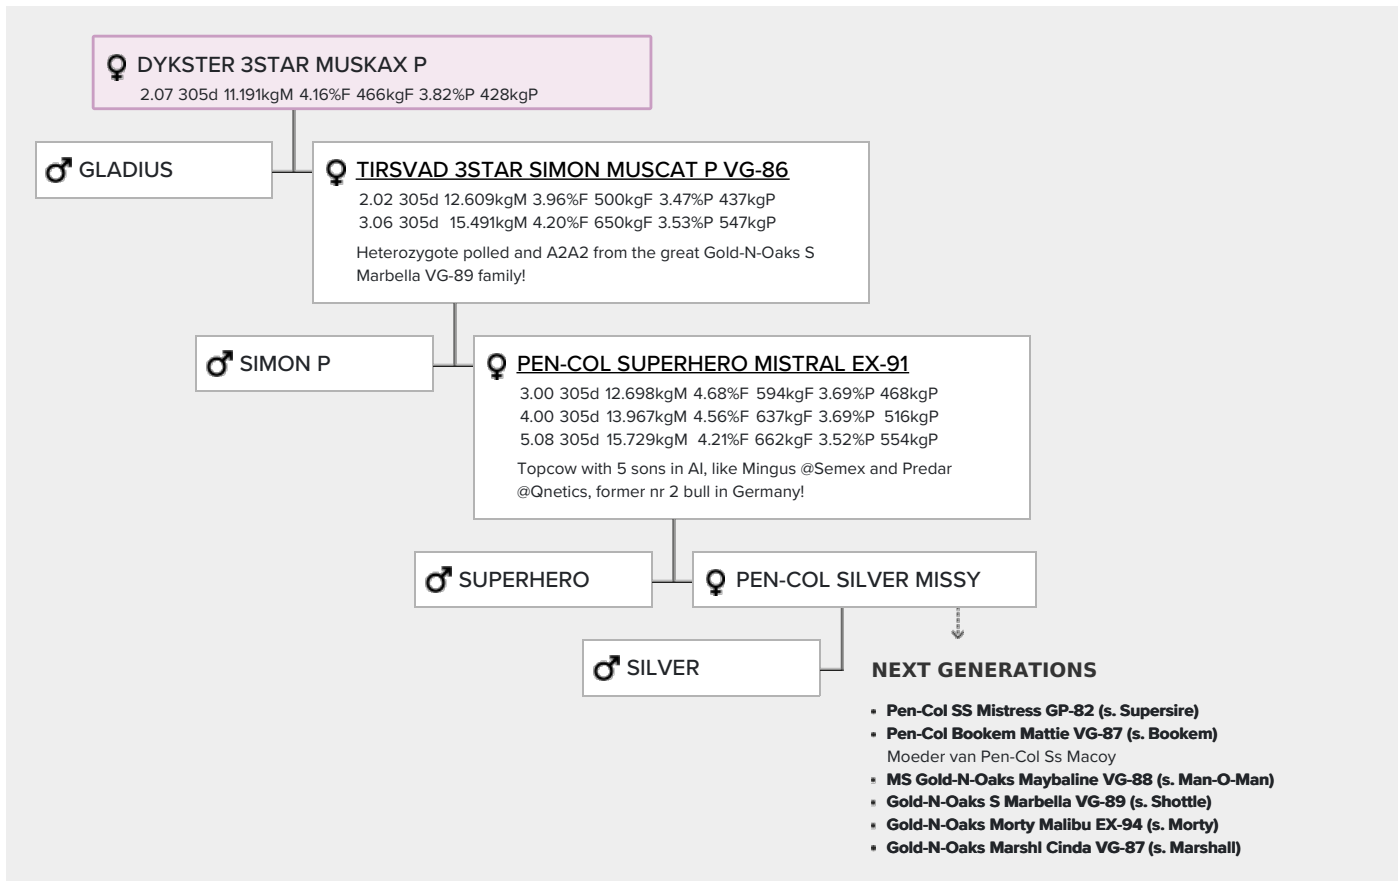 DYKSTER 3STAR MUSKAX P
2.07 305d 11.191kgM 4.16%F 466kgF 3.82%P 428kgP
GLADIUS
TIRSVAD 3STAR SIMON MUSCAT P VG-86
2.02 305d 12.609kgM 3.96%F 500kgF 3.47%P 437kgP
3.06 305d 15.491kgM 4.20%F 650kgF 3.53%P 547kgP
Heterozygote polled and A2A2 from the great Gold-N-Oaks S
Marbella VG-89 family!
SIMON P
PEN-COL SUPERHERO MISTRAL EX-91
3.00 305d 12.698kgM 4.68%F 594kgF 3.69%P 468kgP
4.00 305d 13.967kgM 4.56%F 637kgF 3.69%P 516kgP
5.08 305d 15.729kgM 4.21%F 662kgF 3.52%P 554kgP
Topcow with 5 sons in AI, like Mingus @Semex and Predar
@Qnetics, former nr 2 bull in Germany!
SUPERHERO
PEN-COL SILVER MISSY
SILVER
NEXT GENERATIONS
Pen-Col SS Mistress GP-82 (s. Supersire)
Pen-Col Bookem Mattie VG-87 (s. Bookem)
Moeder van Pen-Col Ss Macoy
MS Gold-N-Oaks Maybaline VG-88 (s. Man-O-Man)
Gold-N-Oaks S Marbella VG-89 (s. Shottle)
Gold-N-Oaks Morty Malibu EX-94 (s. Morty)
Gold-N-Oaks Marshl Cinda VG-87 (s. Marshall)